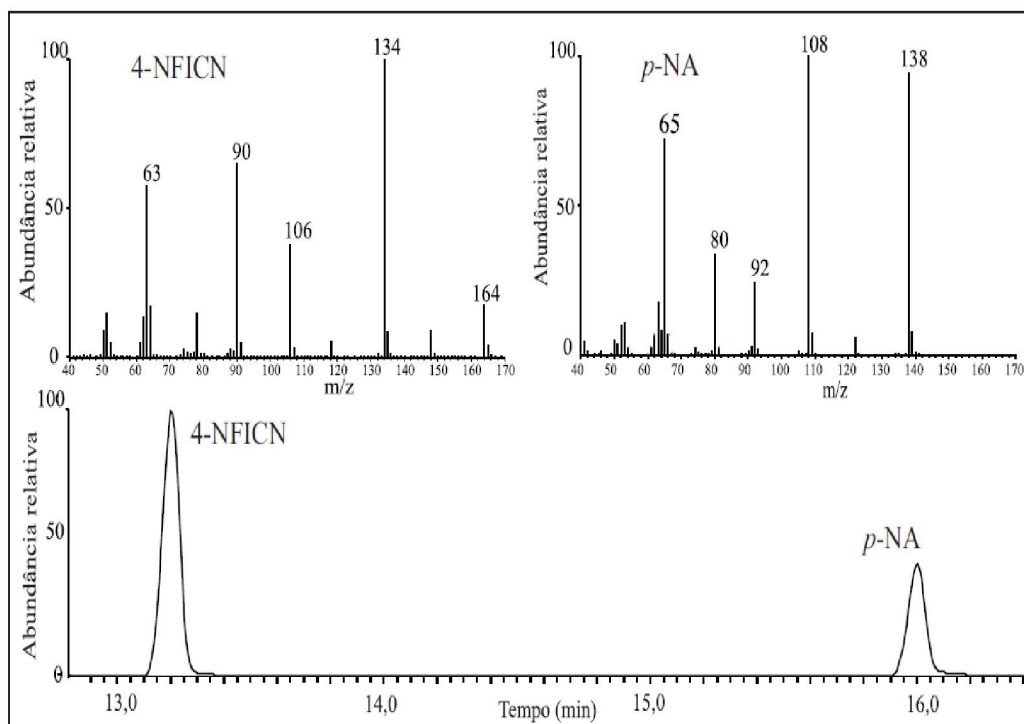 100
134
4-NFICN
Abundância relativa
90
63
50
106
164
0
40 50 60 70 80 90 100 110 120 130 140 150 160 170
m/z
100
108
138
p-NA
Abundância relativa
65
50
80
92
0
40 50 60 70 80 90 100 110 120 130 140 150 160 170
m/z
100
4-NFICN
Abundância relativa
50
p-NA
0
13,0 14,0 15,0 16,0
Tempo (min)